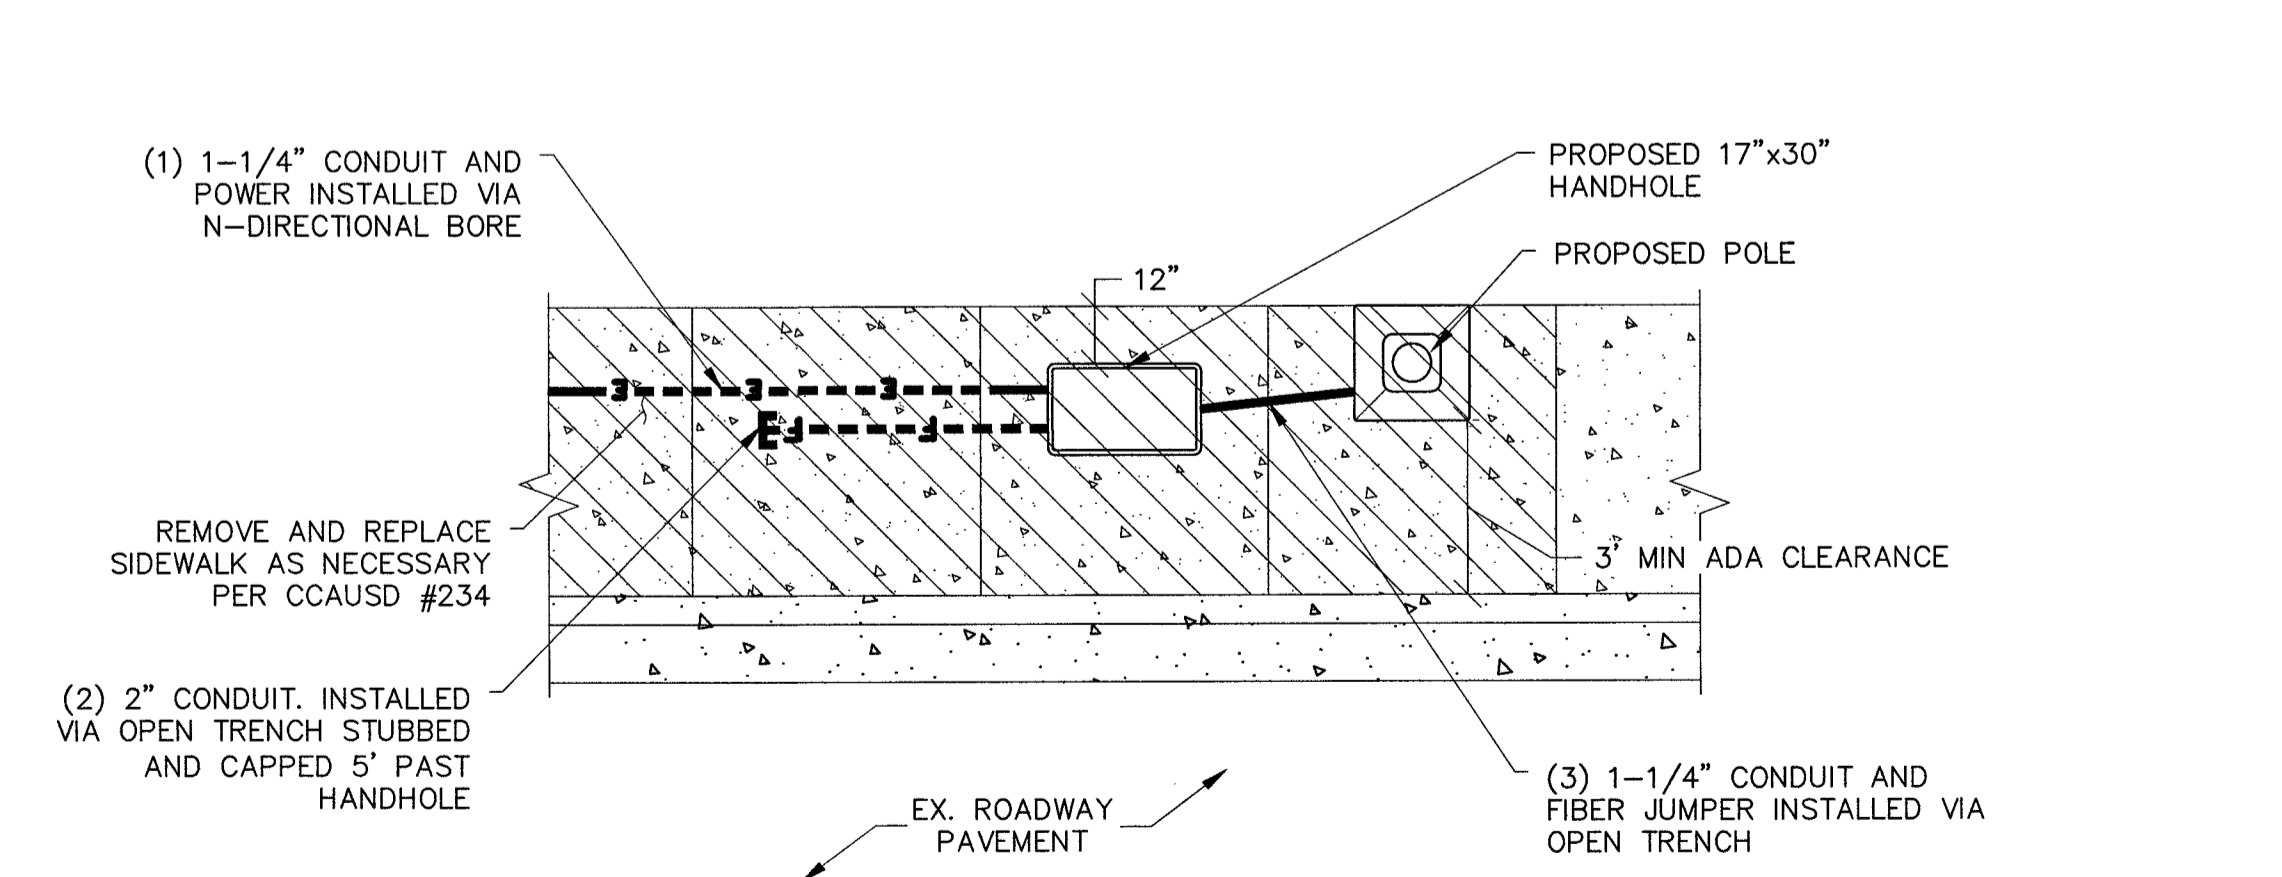 (1) 1-1/4" CONDUIT AND
POWER INSTALLED VIA
N-DIRECTIONAL BORE
PROPOSED 17"x30"
HANDHOLE
PROPOSED POLE
12"
E
E
E
F
F
REMOVE AND REPLACE
SIDEWALK AS NECESSARY
PER CCAUSD #234
3' MIN ADA CLEARANCE
(2) 2" CONDUIT. INSTALLED
VIA OPEN TRENCH STUBBED
AND CAPPED 5' PAST
HANDHOLE
(3) 1-1/4" CONDUIT AND
FIBER JUMPER INSTALLED VIA
OPEN TRENCH
EX. ROADWAY
PAVEMENT